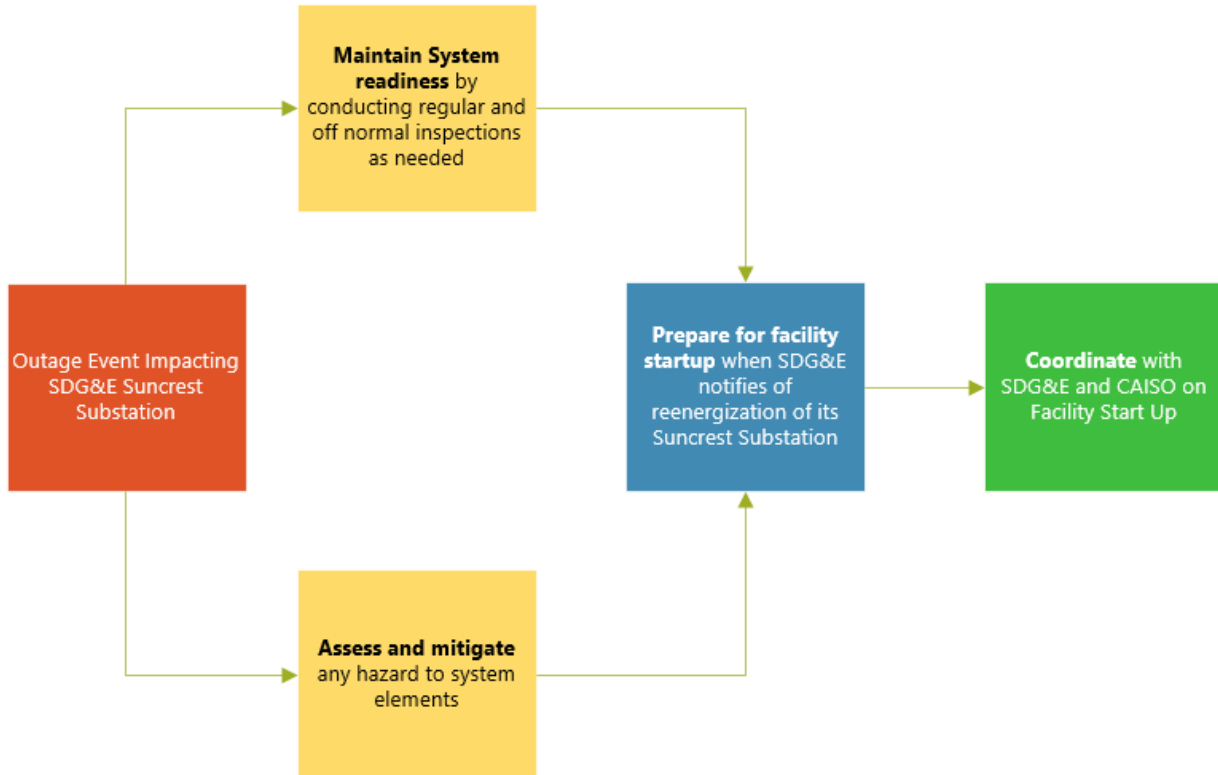 Maintain System
readiness by
conducting regular and
off normal inspections
as needed
Outage Event Impacting
SDG&E Suncrest
Substation
Prepare for facility
startup when SDG&E
notifies of
reenergization of its
Suncrest Substation
Coordinate with
SDG&E and CAISO on
Facility Start Up
Assess and mitigate
any hazard to system
elements